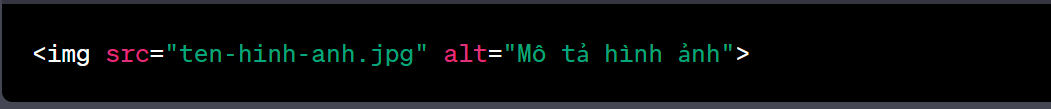 <img src="ten-hinh-anh.jpg" alt="Mô tả hình ảnh">